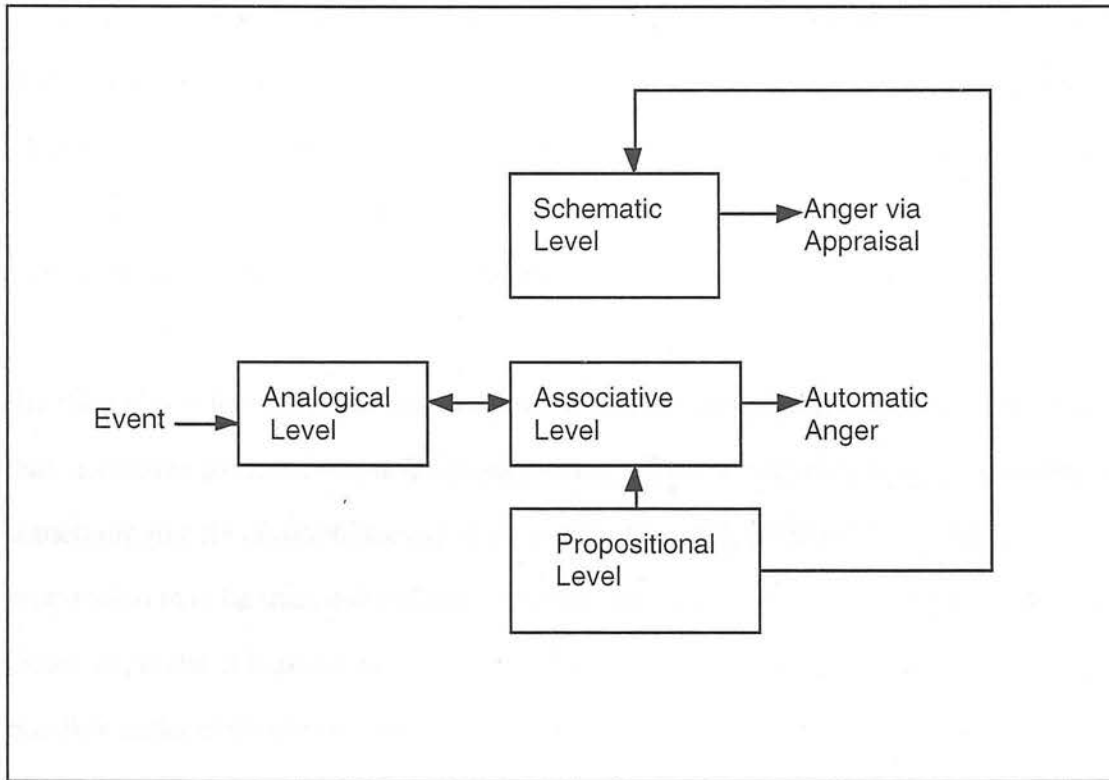 Schematic
Level
Anger via
Appraisal
Event
Analogical
Level
Associative
Level
Automatic
Anger
Propositional
Level